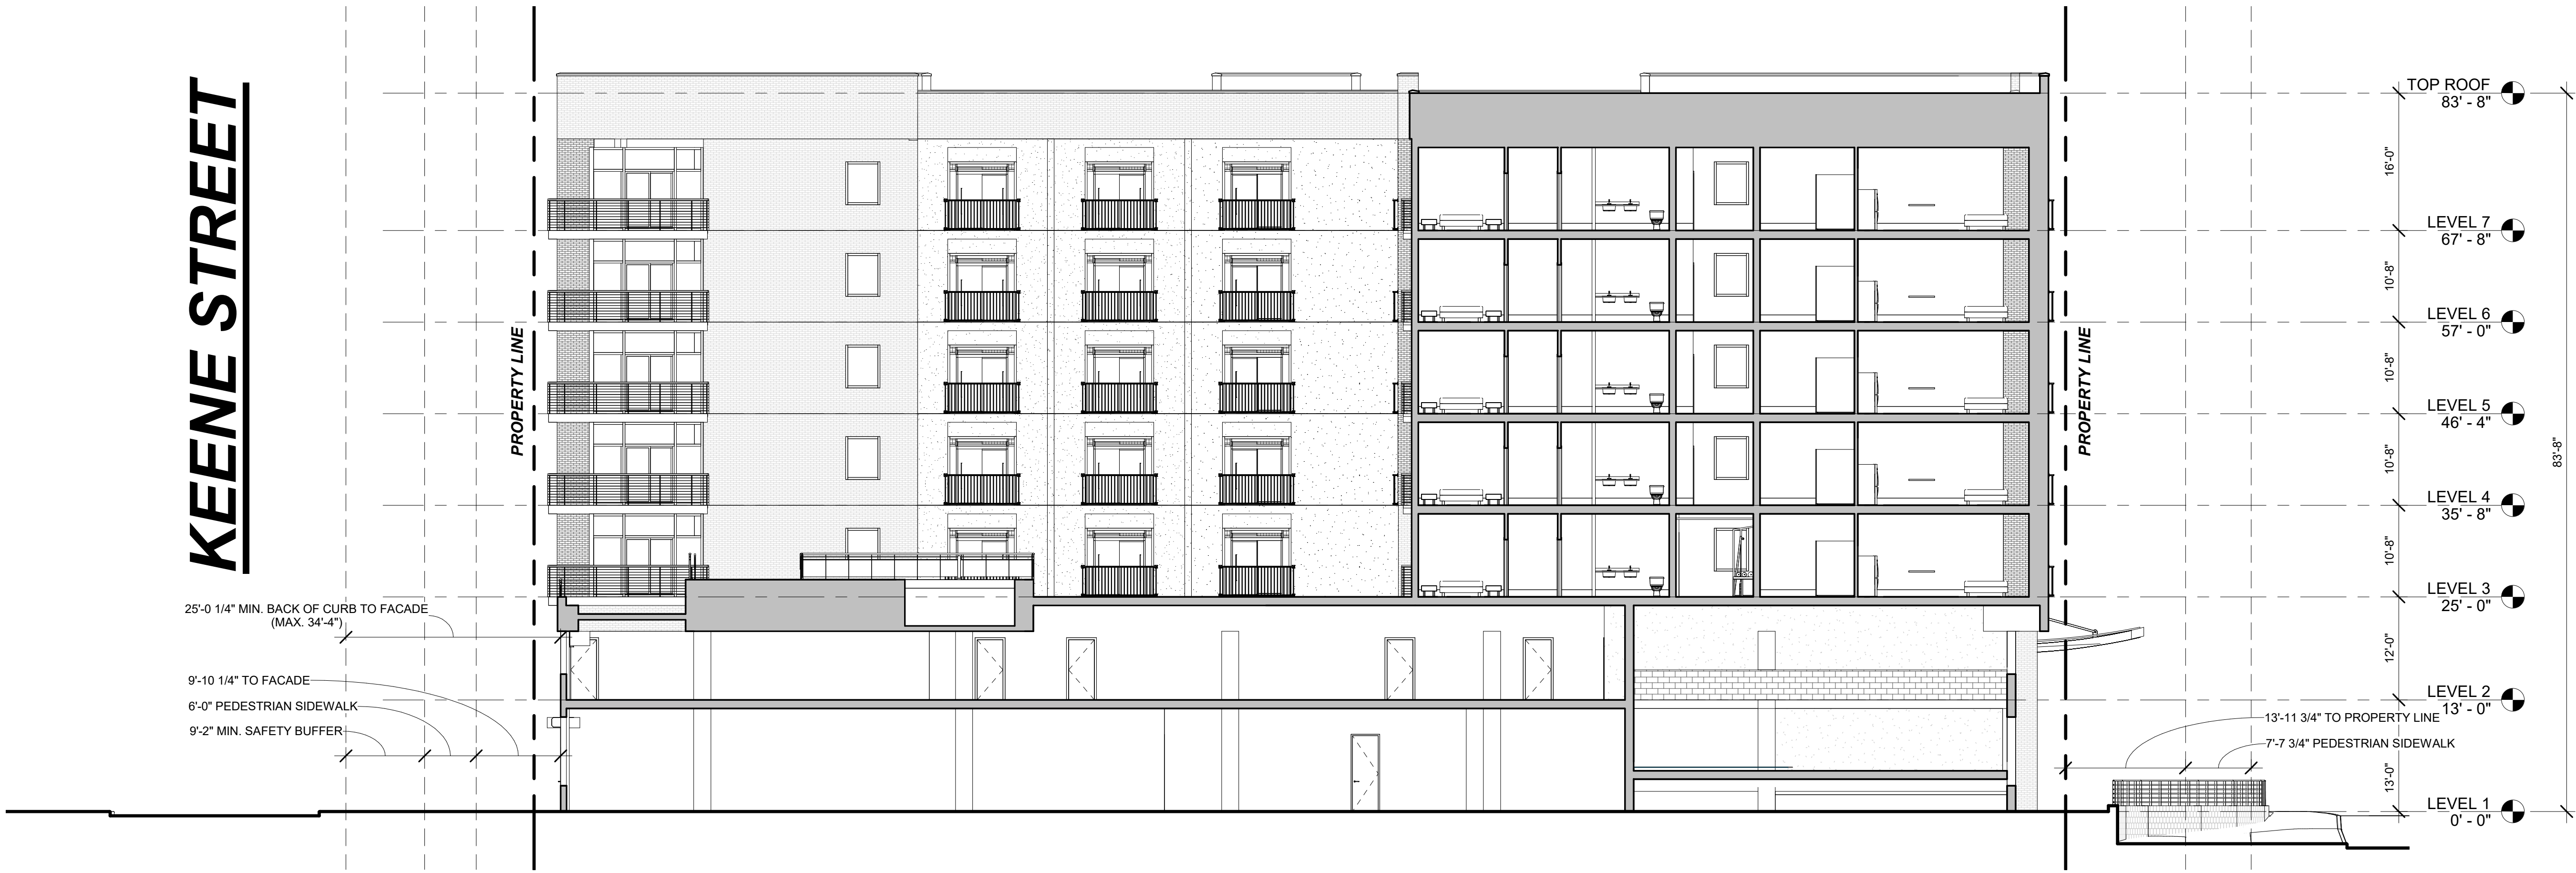 KEENE STREET
PROPERTY LINE
PROPERTY LINE
25'-0 1/4" MIN. BACK OF CURB TO FACADE
(MAX. 34'-4")
9'-10 1/4" TO FACADE
6'-0" PEDESTRIAN SIDEWALK
9'-2" MIN. SAFETY BUFFER
TOP ROOF
83' - 8"
16'-0"
LEVEL 7
67' - 8"
10'-8"
LEVEL 6
57' - 0"
10'-8"
LEVEL 5
46' - 4"
10'-8"
LEVEL 4
35' - 8"
10'-8"
LEVEL 3
25' - 0"
12'-0"
LEVEL 2
13' - 0"
13'-0"
LEVEL 1
0' - 0"
83'-8"
13'-11 3/4" TO PROPERTY LINE
7'-7 3/4" PEDESTRIAN SIDEWALK